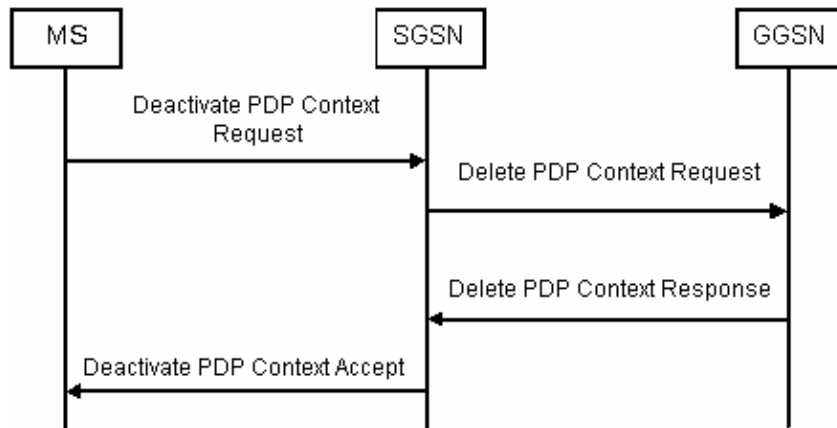 MS
SGSN
GGSN
Deactivate PDP Context
Request
Delete PDP Context Request
Delete PDP Context Response
Deactivate PDP Context Accept